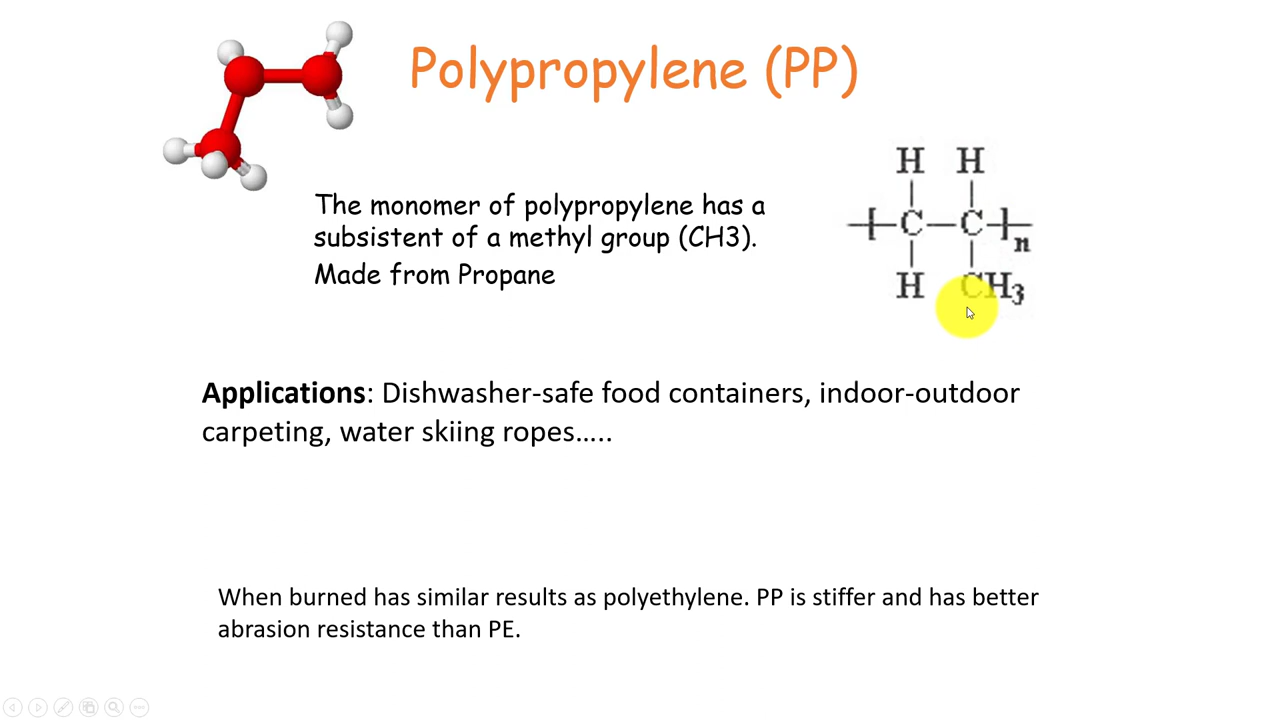 Polypropylene (PP)
The monomer of polypropylene has a
subsistent of a methyl group (CH3).
Made from Propane
H H
C C n
H CH3
Applications: Dishwasher-safe food containers, indoor-outdoor
carpeting, water skiing ropes…..
When burned has similar results as polyethylene. PP is stiffer and has better
abrasion resistance than PE.